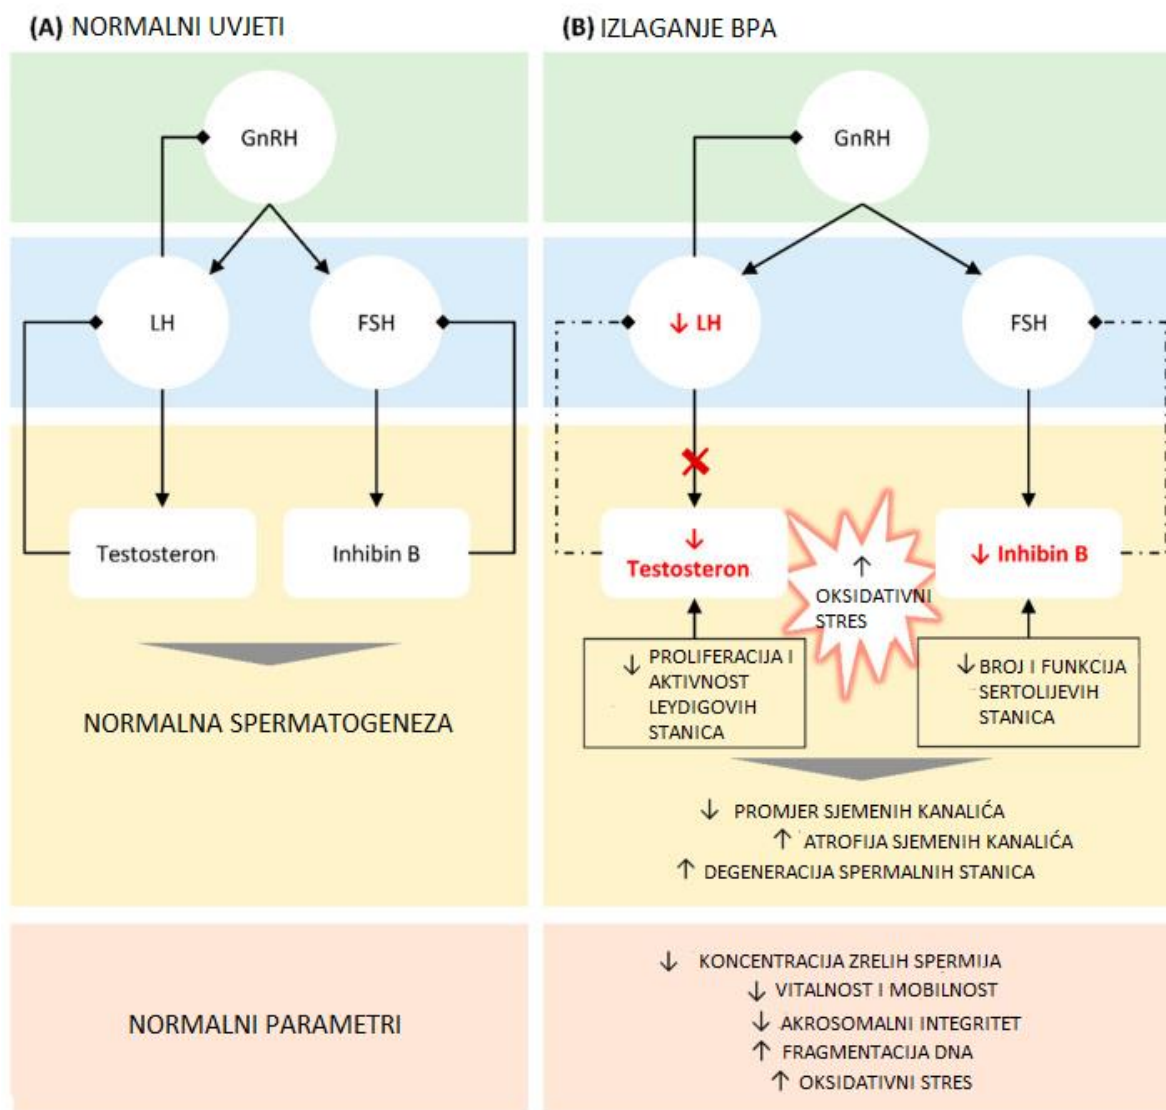 (A) NORMALNI UVJETI
GnRH
LH
FSH
Testosteron
Inhibin B
NORMALNA SPERMATOGENEZA
NORMALNI PARAMETRI
(B) IZLAGANJE BPA
GnRH
↓ LH
FSH
↓
Testosteron
↑
OKSIDATIVNI
STRES
↓ Inhibin B
↓ PROLIFERACIJA I
AKTIVNOST
LEYDIGOVIH
STANICA
↓ BROJ I FUNKCIJA
SERTOLIJEVIH
STANICA
↓ PROMJER SJEMENIH KANALIĆA
↑ ATROFIJA SJEMENIH KANALIĆA
↑ DEGENERACIJA SPERMALNIH STANICA
↓ KONCENTRACIJA ZRELIH SPERMIJA
↓ VITALNOST I MOBILNOST
↓ AKROSOMALNI INTEGRITET
↑ FRAGMENTACIJA DNA
↑ OKSIDATIVNI STRES